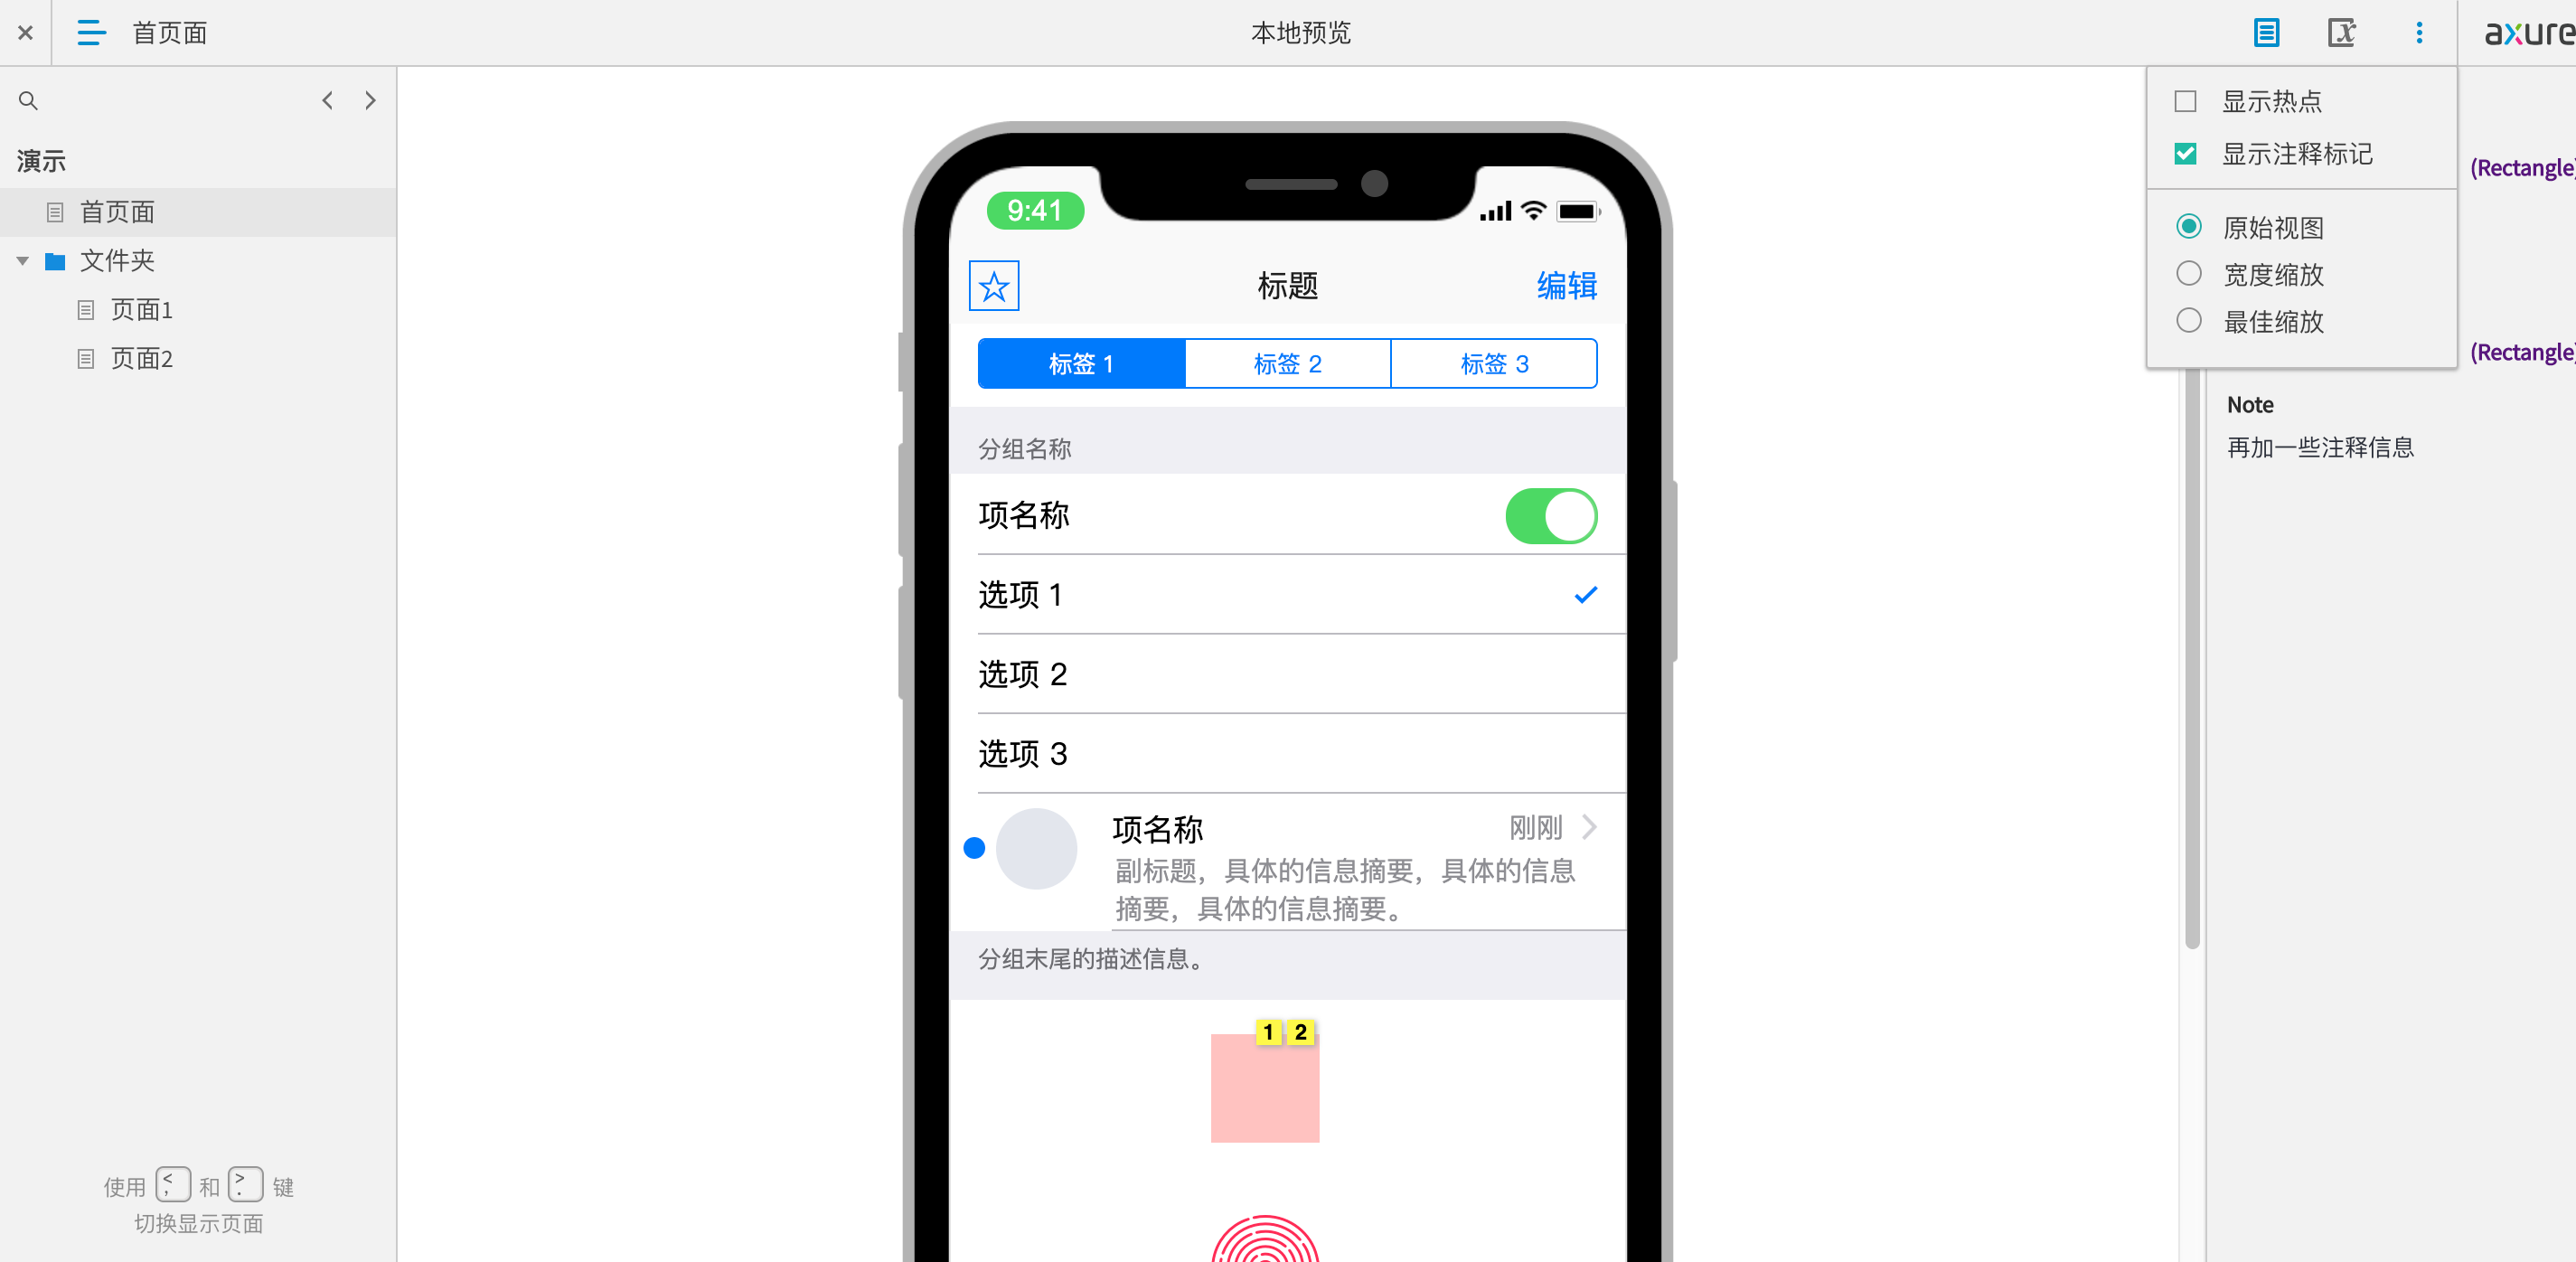 首页面
本地预览
axure
演示
首页面
文件夹
页面1
页面2
使用 < , 和 > . 键
切换显示页面
9:41
标题
编辑
标签 1
标签 2
标签 3
分组名称
项名称
选项 1
选项 2
选项 3
项名称
刚刚
副标题，具体的信息摘要，具体的信息
摘要，具体的信息摘要。
分组末尾的描述信息。
1 2
显示热点
显示注释标记
原始视图
宽度缩放
最佳缩放
(Rectangle)
(Rectangle)
Note
再加一些注释信息